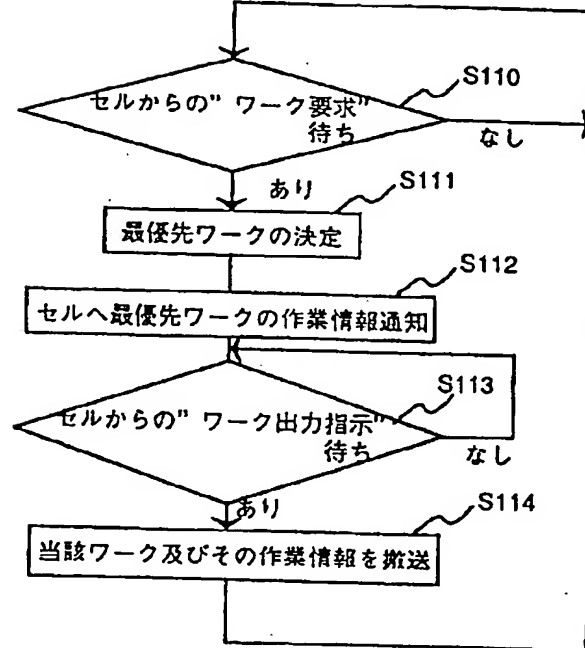 セルからの”ワーク要求”
待ち
S110
なし
あり
S111
最優先ワークの決定
S112
セルへ最優先ワークの作業情報通知
S113
セルからの”ワーク出力指示”
待ち
なし
あり
S114
当該ワーク及びその作業情報を搬送